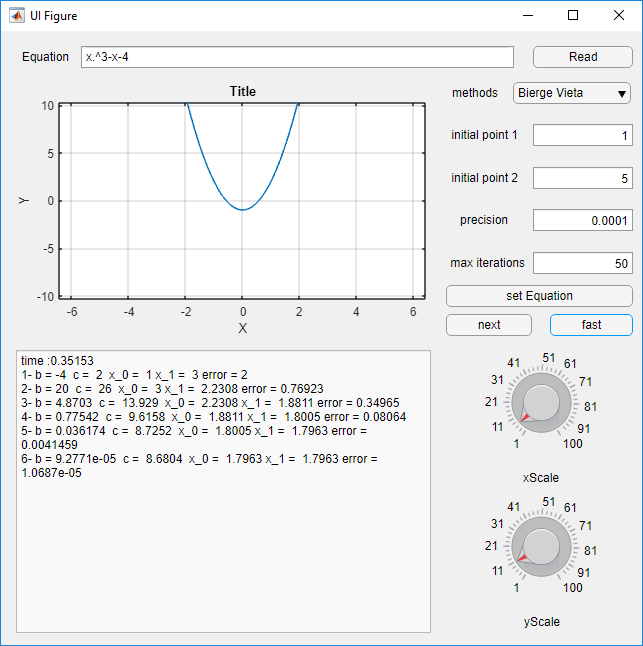 UI Figure
Equation x.^3-x-4 Read
methods Bierge Vieta
Title
10
5
0
-5
-10
Y
-6 -4 -2 0 2 4 6
X
initial point 1 1
initial point 2 5
precision 0.0001
max iterations 50
set Equation
next fast
time :0.35153
1- b = -4 c = 2 x_0 = 1 x_1 = 3 error = 2
2- b = 20 c = 26 x_0 = 3 x_1 = 2.2308 error = 0.76923
3- b = 4.8703 c = 13.929 x_0 = 2.2308 x_1 = 1.8811 error = 0.34965
4- b = 0.77542 c = 9.6158 x_0 = 1.8811 x_1 = 1.8005 error = 0.08064
5- b = 0.036174 c = 8.7252 x_0 = 1.8005 x_1 = 1.7963 error =
0.0041459
6- b = 9.2771e-05 c = 8.6804 x_0 = 1.7963 x_1 = 1.7963 error =
1.0687e-05
1 11 21 31 41 51 61 71 81 91 100
xScale
1 11 21 31 41 51 61 71 81 91 100
yScale